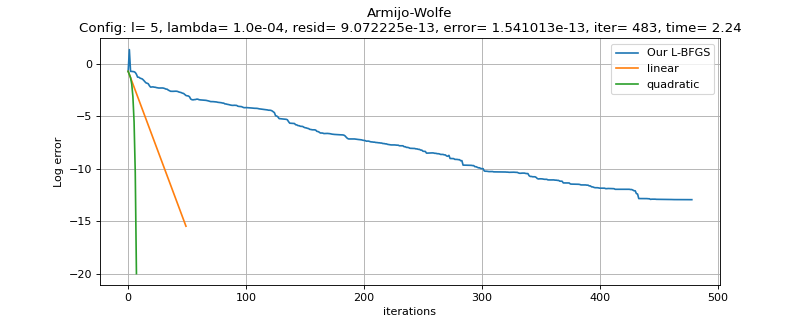 Armijo-Wolfe
Config: l= 5, lambda= 1.0e-04, resid= 9.072225e-13, error= 1.541013e-13, iter= 483, time= 2.24
Our L-BFGS
linear
quadratic
Log error
0
−5
−10
−15
−20
0 100 200 300 400 500
iterations